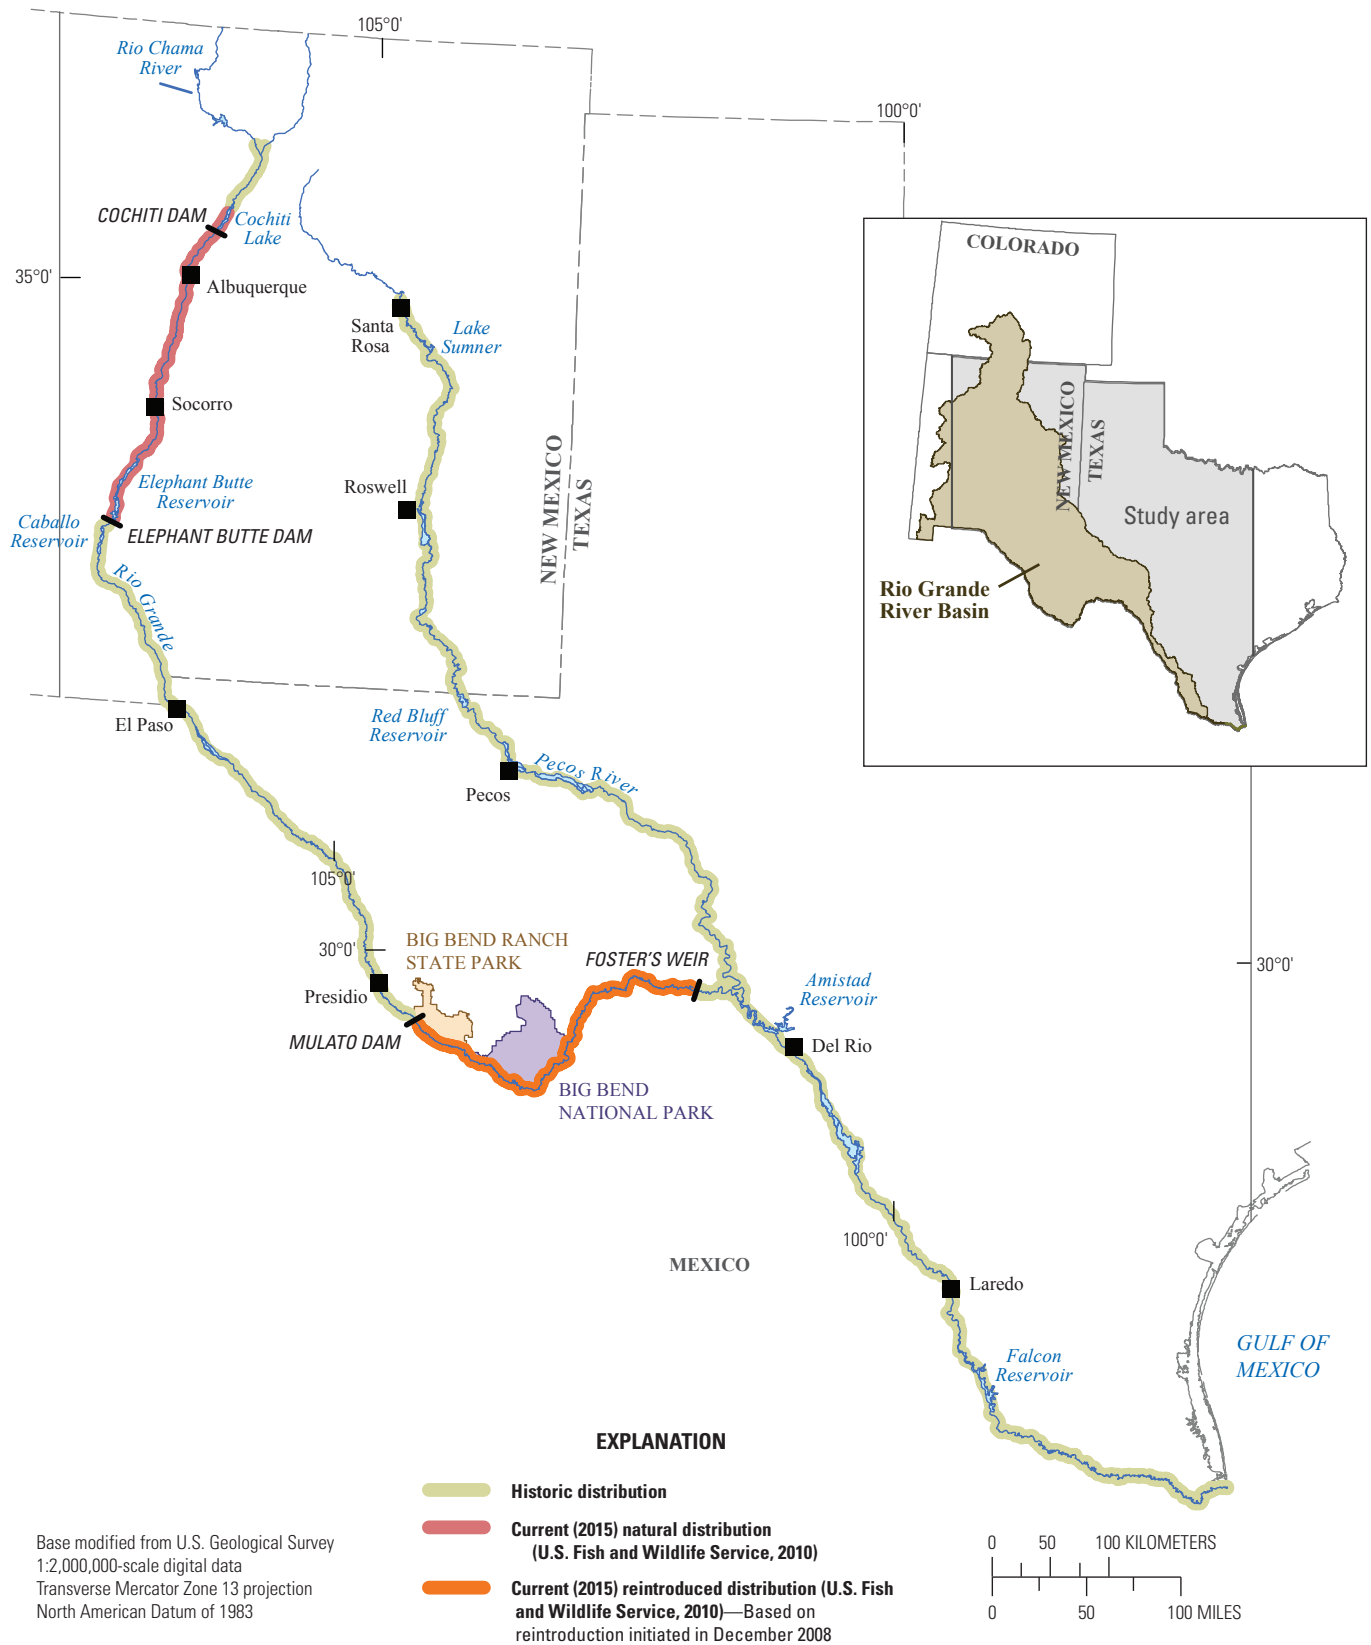 105°0'
Rio Chama
River
100°0'
COCHITI DAM
Cochiti
Lake
COLORADO
35°0'
Albuquerque
Santa
Rosa
Lake
Sumner
Socorro
NEW MEXICO
TEXAS
Study area
Elephant Butte
Reservoir
Roswell
NEW MEXICO
TEXAS
Caballo
Reservoir
ELEPHANT BUTTE DAM
Rio Grande
Rio Grande
River Basin
El Paso
Red Bluff
Reservoir
Pecos River
Pecos
105°0'
30°0'
BIG BEND RANCH
STATE PARK
FOSTER'S WEIR
30°0'
Presidio
Amistad
Reservoir
MULATO DAM
Del Rio
BIG BEND
NATIONAL PARK
100°0'
MEXICO
Laredo
GULF OF
MEXICO
Falcon
Reservoir
EXPLANATION
Historic distribution
Current (2015) natural distribution
(U.S. Fish and Wildlife Service, 2010)
Current (2015) reintroduced distribution (U.S. Fish
and Wildlife Service, 2010)—Based on
reintroduction initiated in December 2008
Base modified from U.S. Geological Survey
1:2,000,000-scale digital data
Transverse Mercator Zone 13 projection
North American Datum of 1983
0 50 100 KILOMETERS
0 50 100 MILES